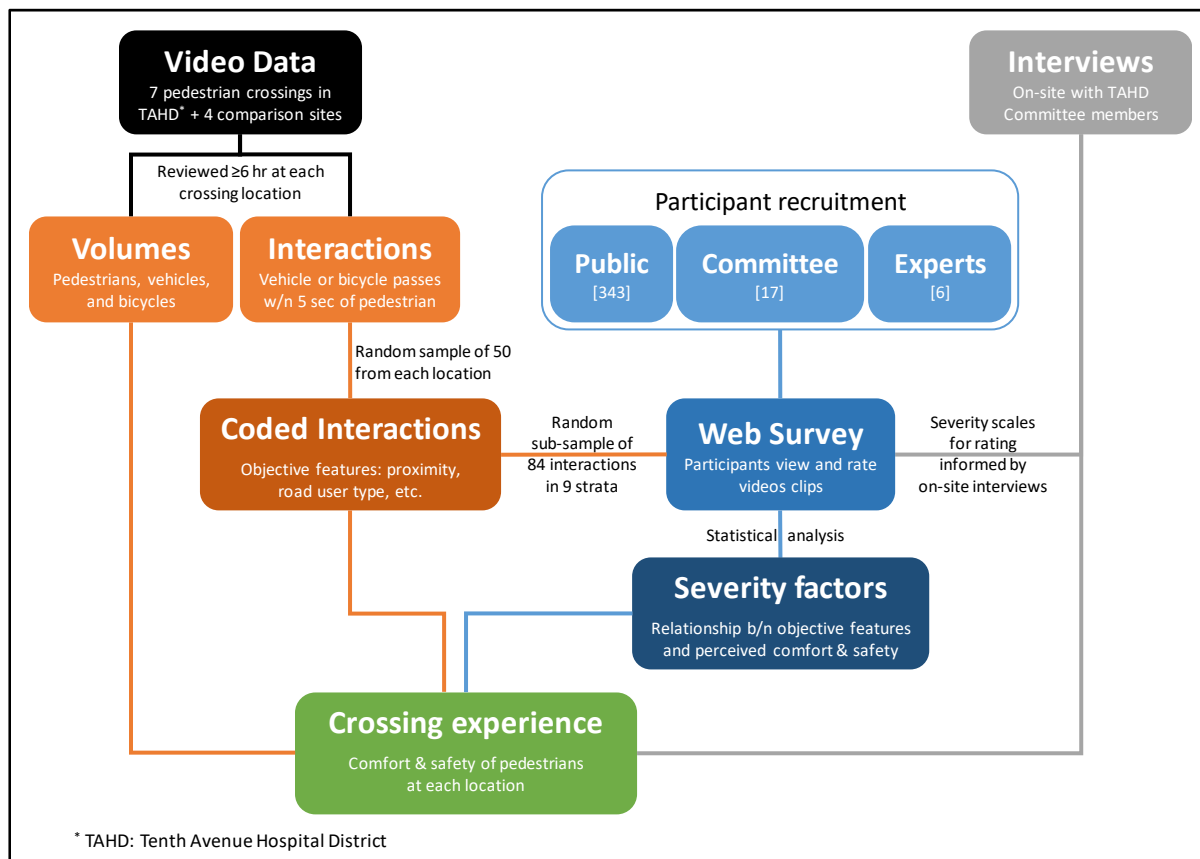 Video Data
7 pedestrian crossings in
TAHD* + 4 comparison sites
Interviews
On-site with TAHD
Committee members
Reviewed ≥6 hr at each
crossing location
Volumes
Pedestrians, vehicles,
and bicycles
Interactions
Vehicle or bicycle passes
w/n 5 sec of pedestrian
Participant recruitment
Public
[343]
Committee
[17]
Experts
[6]
Random sample of 50
from each location
Coded Interactions
Objective features: proximity,
road user type, etc.
Random
sub-sample of
84 interactions
in 9 strata
Web Survey
Participants view and rate
videos clips
Severity scales
for rating
informed by
on-site interviews
Statistical analysis
Severity factors
Relationship b/n objective features
and perceived comfort & safety
Crossing experience
Comfort & safety of pedestrians
at each location
* TAHD: Tenth Avenue Hospital District